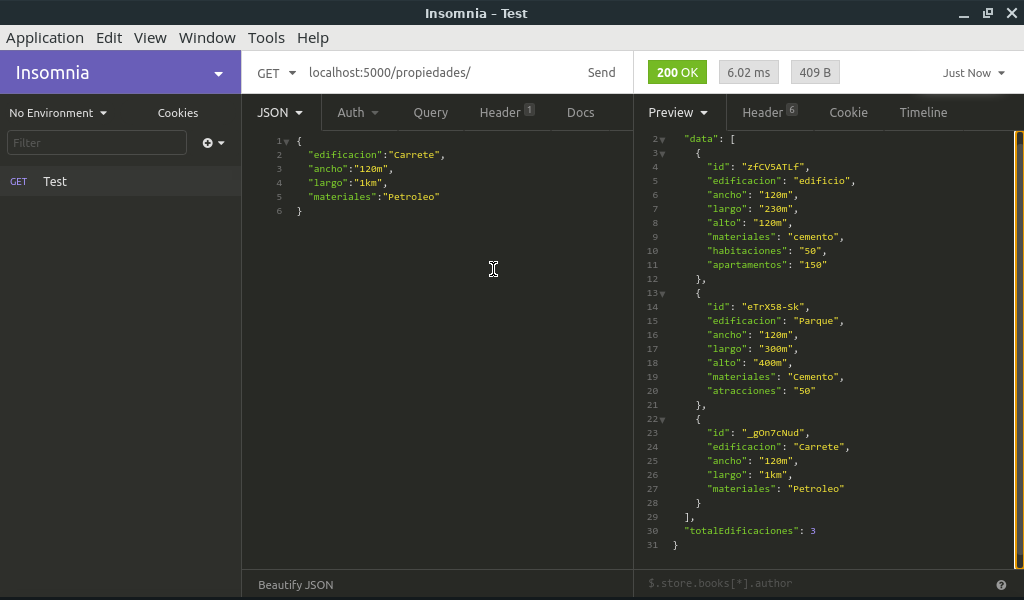 Insomnia – Test
Application Edit View Window Tools Help
Insomnia
GET localhost:5000/propiedades/ Send
200 OK 6.02 ms 409 B Just Now
No Environment Cookies
JSON Auth Query Header 1 Docs
Preview Header 6 Cookie Timeline
Filter
GET Test
1 {
2 "edificacion":"Carrete",
3 "ancho":"120m",
4 "largo":"1km",
5 "materiales":"Petroleo"
6 }
2 "data": [
3 {
4 "id": "zfCV5ATLf",
5 "edificacion": "edificio",
6 "ancho": "120m",
7 "largo": "230m",
8 "alto": "120m",
9 "materiales": "cemento",
10 "habitaciones": "50",
11 "apartamentos": "150"
12 },
13 {
14 "id": "eTrX58-Sk",
15 "edificacion": "Parque",
16 "ancho": "120m",
17 "largo": "300m",
18 "alto": "400m",
19 "materiales": "Cemento",
20 "atracciones": "50"
21 },
22 {
23 "id": "_gOn7cNud",
24 "edificacion": "Carrete",
25 "ancho": "120m",
26 "largo": "1km",
27 "materiales": "Petroleo"
28 }
29 ],
30 "totalEdificaciones": 3
31 }
Beautify JSON
$.store.books[*].author